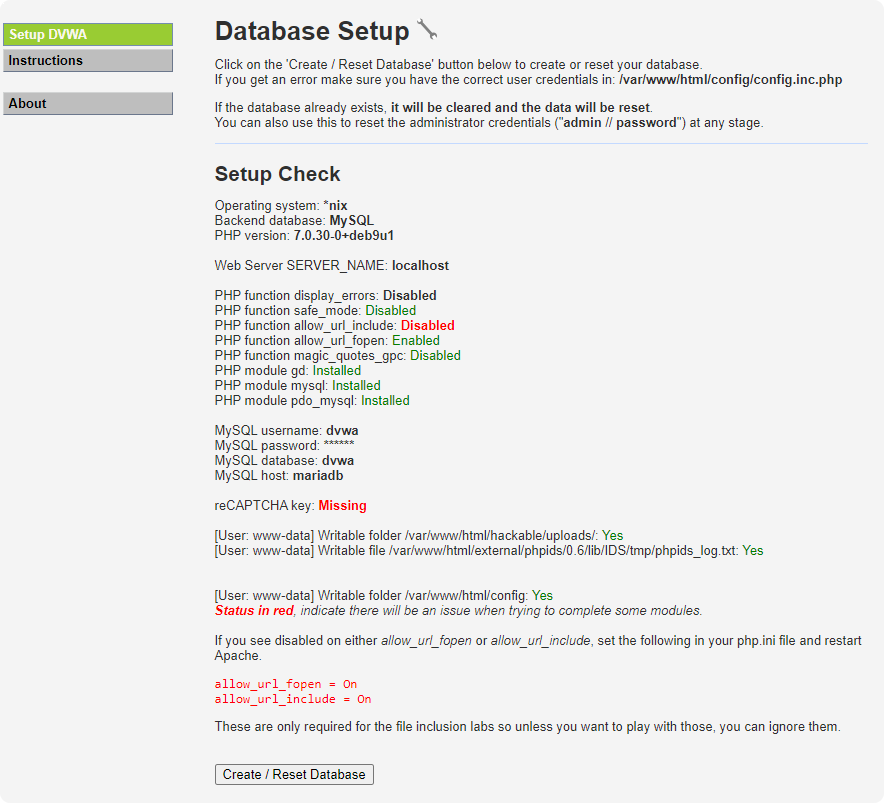 Setup DVWA
Instructions
About
Database Setup
Click on the 'Create / Reset Database' button below to create or reset your database.
If you get an error make sure you have the correct user credentials in: /var/www/html/config/config.inc.php
If the database already exists, it will be cleared and the data will be reset.
You can also use this to reset the administrator credentials ("admin // password") at any stage.
Setup Check
Operating system: *nix
Backend database: MySQL
PHP version: 7.0.30-0+deb9u1
Web Server SERVER_NAME: localhost
PHP function display_errors: Disabled
PHP function safe_mode: Disabled
PHP function allow_url_include: Disabled
PHP function allow_url_fopen: Enabled
PHP function magic_quotes_gpc: Disabled
PHP module gd: Installed
PHP module mysql: Installed
PHP module pdo_mysql: Installed
MySQL username: dvwa
MySQL password: ******
MySQL database: dvwa
MySQL host: mariadb
reCAPTCHA key: Missing
[User: www-data] Writable folder /var/www/html/hackable/uploads/: Yes
[User: www-data] Writable file /var/www/html/external/phpids/0.6/lib/IDS/tmp/phpids_log.txt: Yes
[User: www-data] Writable folder /var/www/html/config: Yes
Status in red, indicate there will be an issue when trying to complete some modules.
If you see disabled on either allow_url_fopen or allow_url_include, set the following in your php.ini file and restart
Apache.
allow_url_fopen = On
allow_url_include = On
These are only required for the file inclusion labs so unless you want to play with those, you can ignore them.
Create / Reset Database